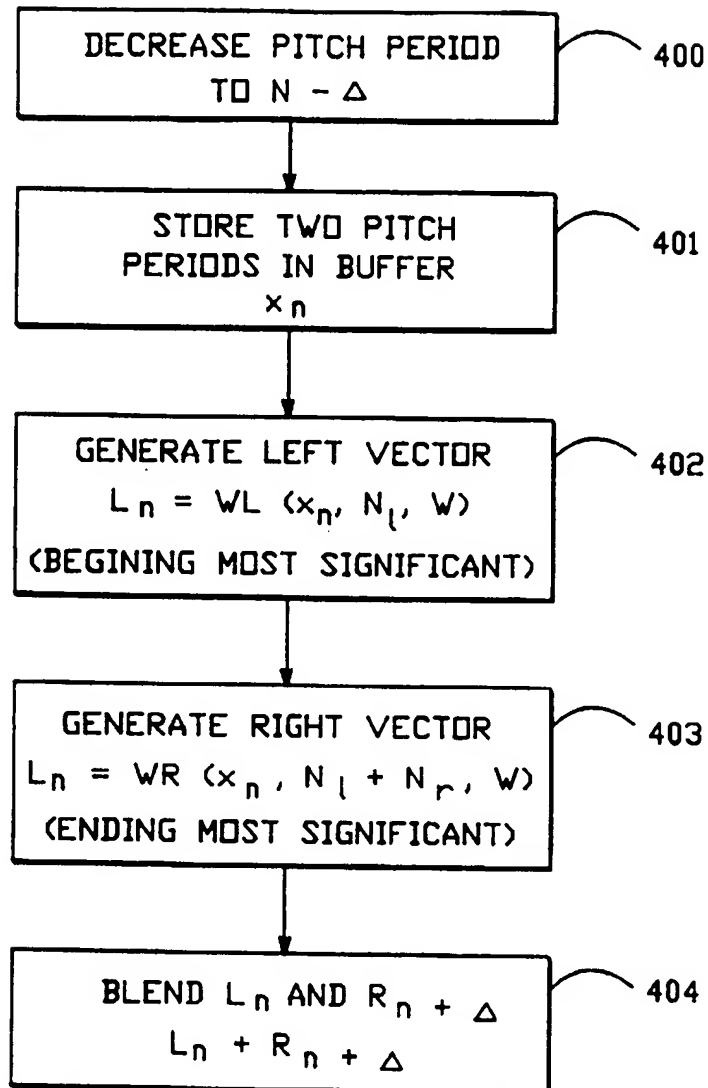 DECREASE PITCH PERIOD
TO N - Δ
400
STORE TWO PITCH
PERIODS IN BUFFER
x n
401
GENERATE LEFT VECTOR
L n = WL (x n, N l, W)
(BEGINING MOST SIGNIFICANT)
402
GENERATE RIGHT VECTOR
L n = WR (x n, N l + N r, W)
(ENDING MOST SIGNIFICANT)
403
BLEND L n AND R n + Δ
L n + R n + Δ
404